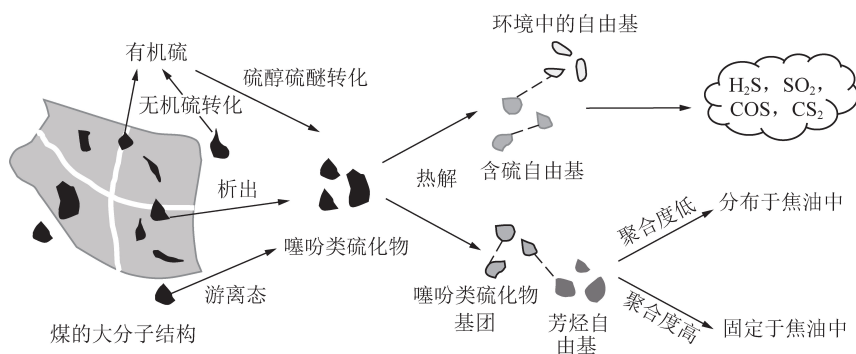 环境中的自由基
有机硫
硫醇硫醚转化
无机硫转化
H₂S，SO₂，
COS，CS₂
热解
含硫自由基
析出
聚合度低
分布于焦油中
噻吩类硫化物
游离态
噻吩类硫化物
基团
芳烃自
由基
聚合度高
固定于焦油中
煤的大分子结构